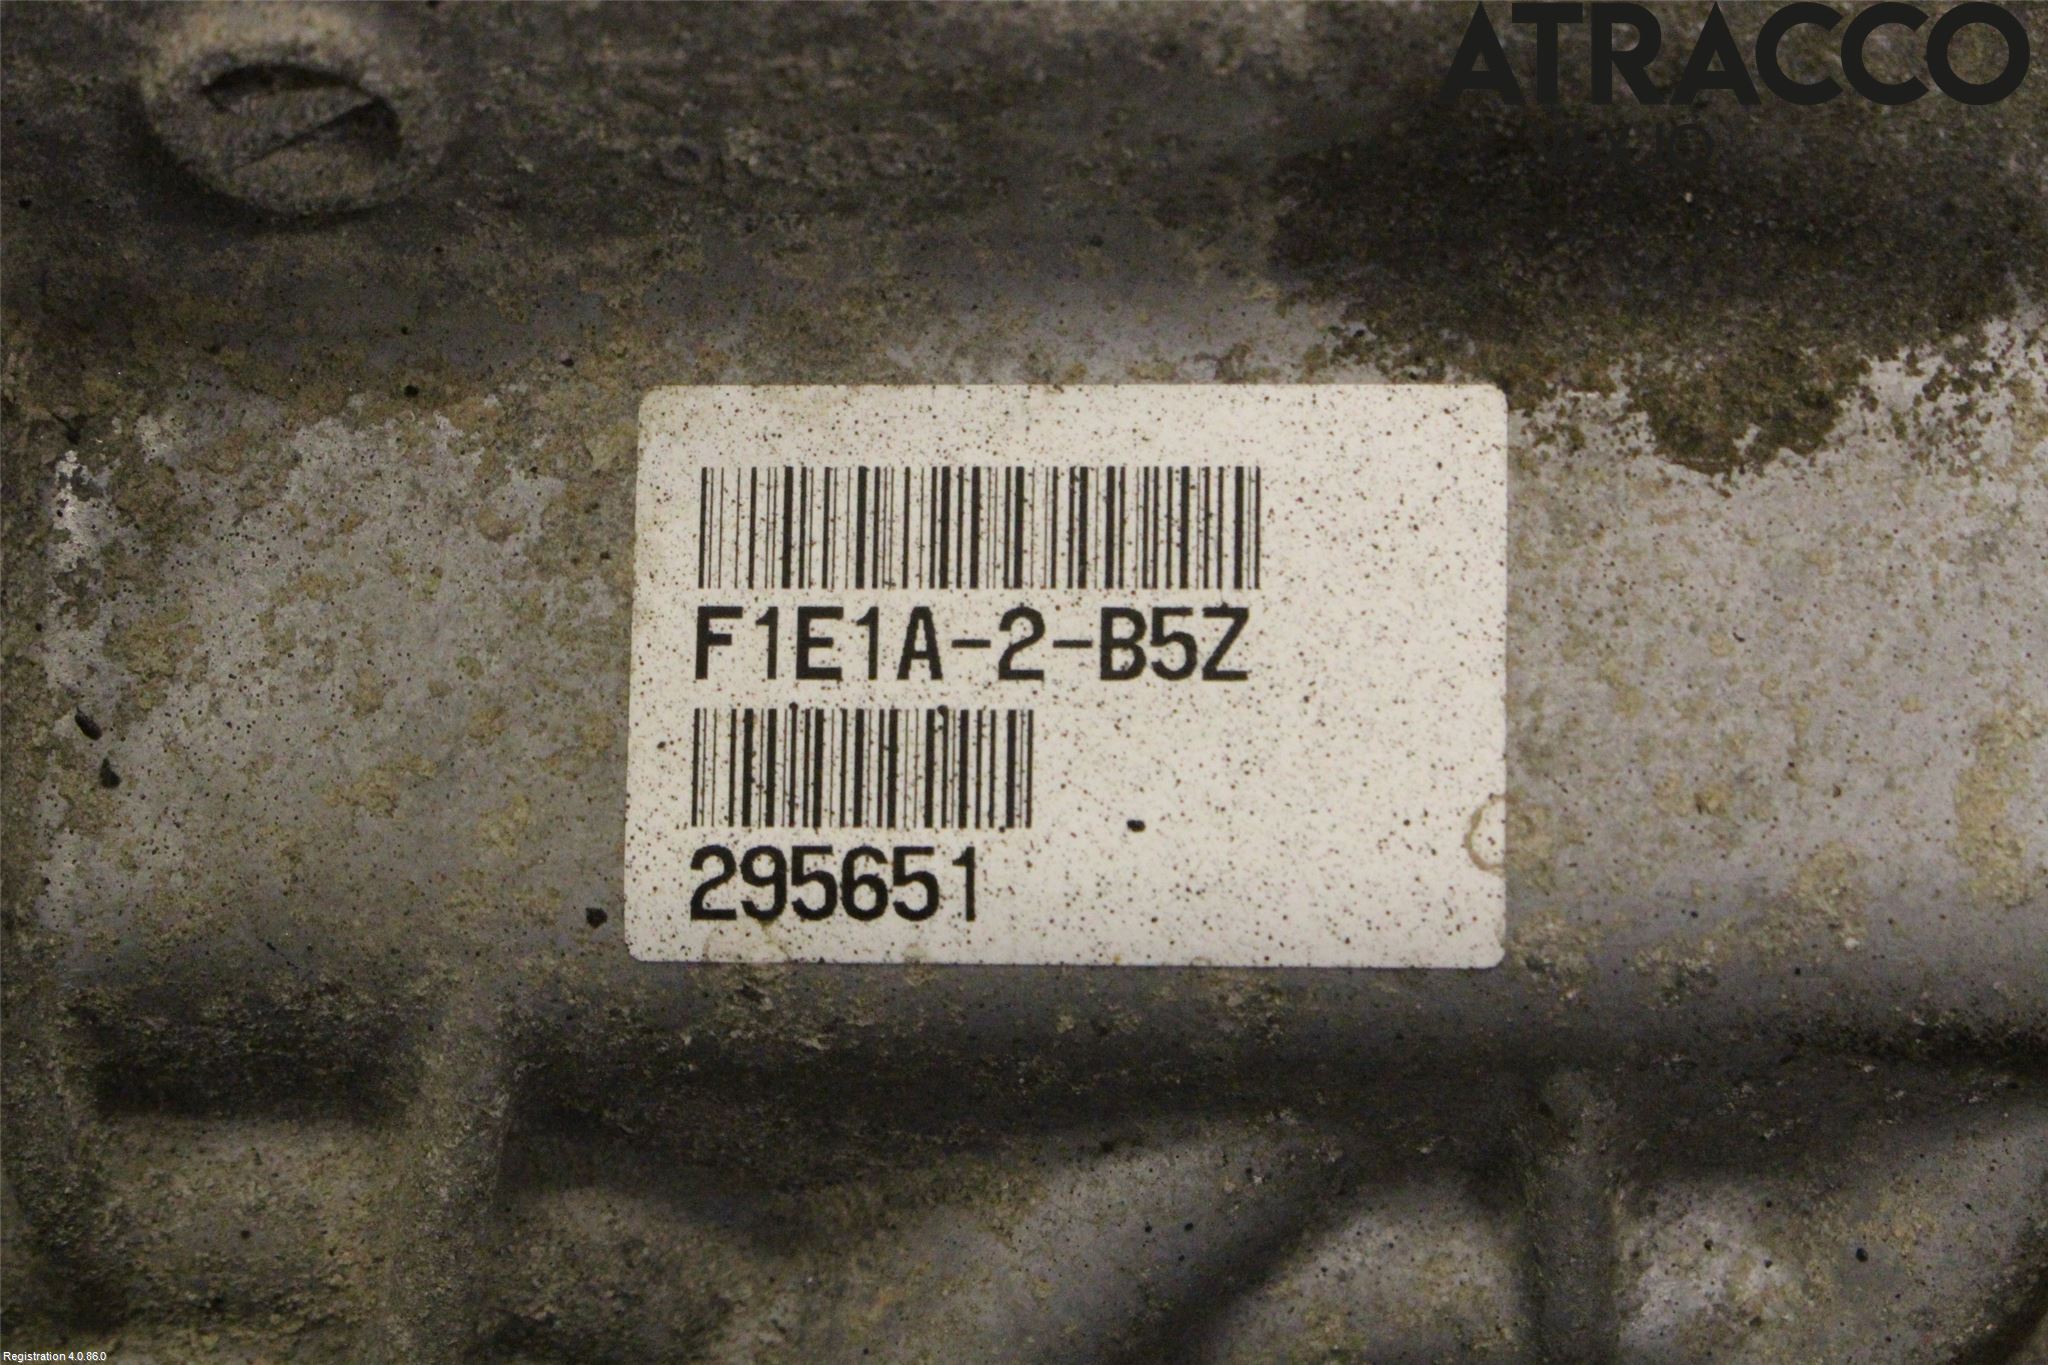 ATRACCO
F1E1A-2-B5Z
295651
Registration 4.0.86.0